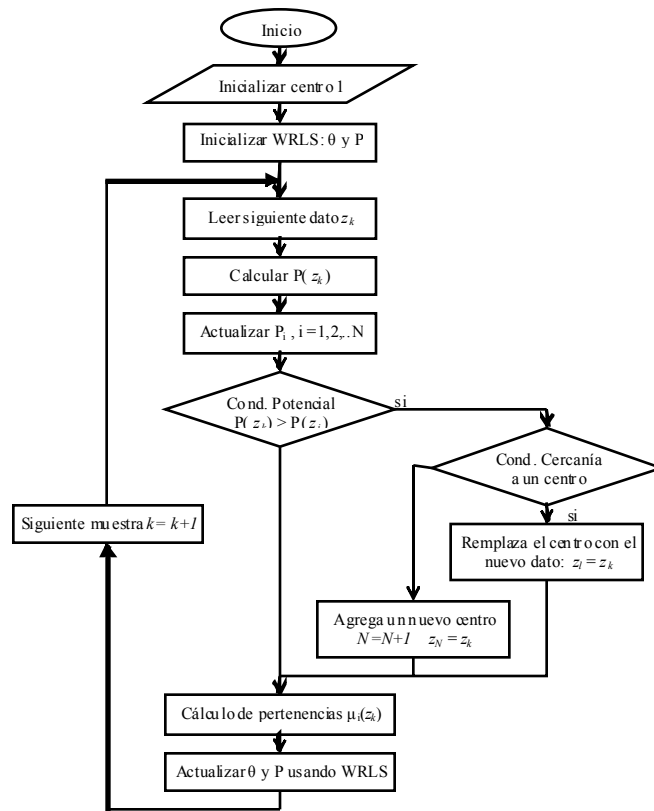 Inicio
Inicializar centro 1
Inicializar WRLS: θ y P
Leer siguiente dato z_k
Calcular P( z_k)
Actualizar P_i , i =1,2,..N
Cond. Potencial
P(z_k) > P(z_i)
si
Cond. Cercanía
a un centro
si
Siguiente muestra k = k+1
Remplaza el centro con el
nuevo dato: z_l = z_k
Agrega un nuevo centro
N=N+1 z_N = z_k
Cálculo de pertenencias μ_i(z_k)
Actualizar θ y P usando WRLS